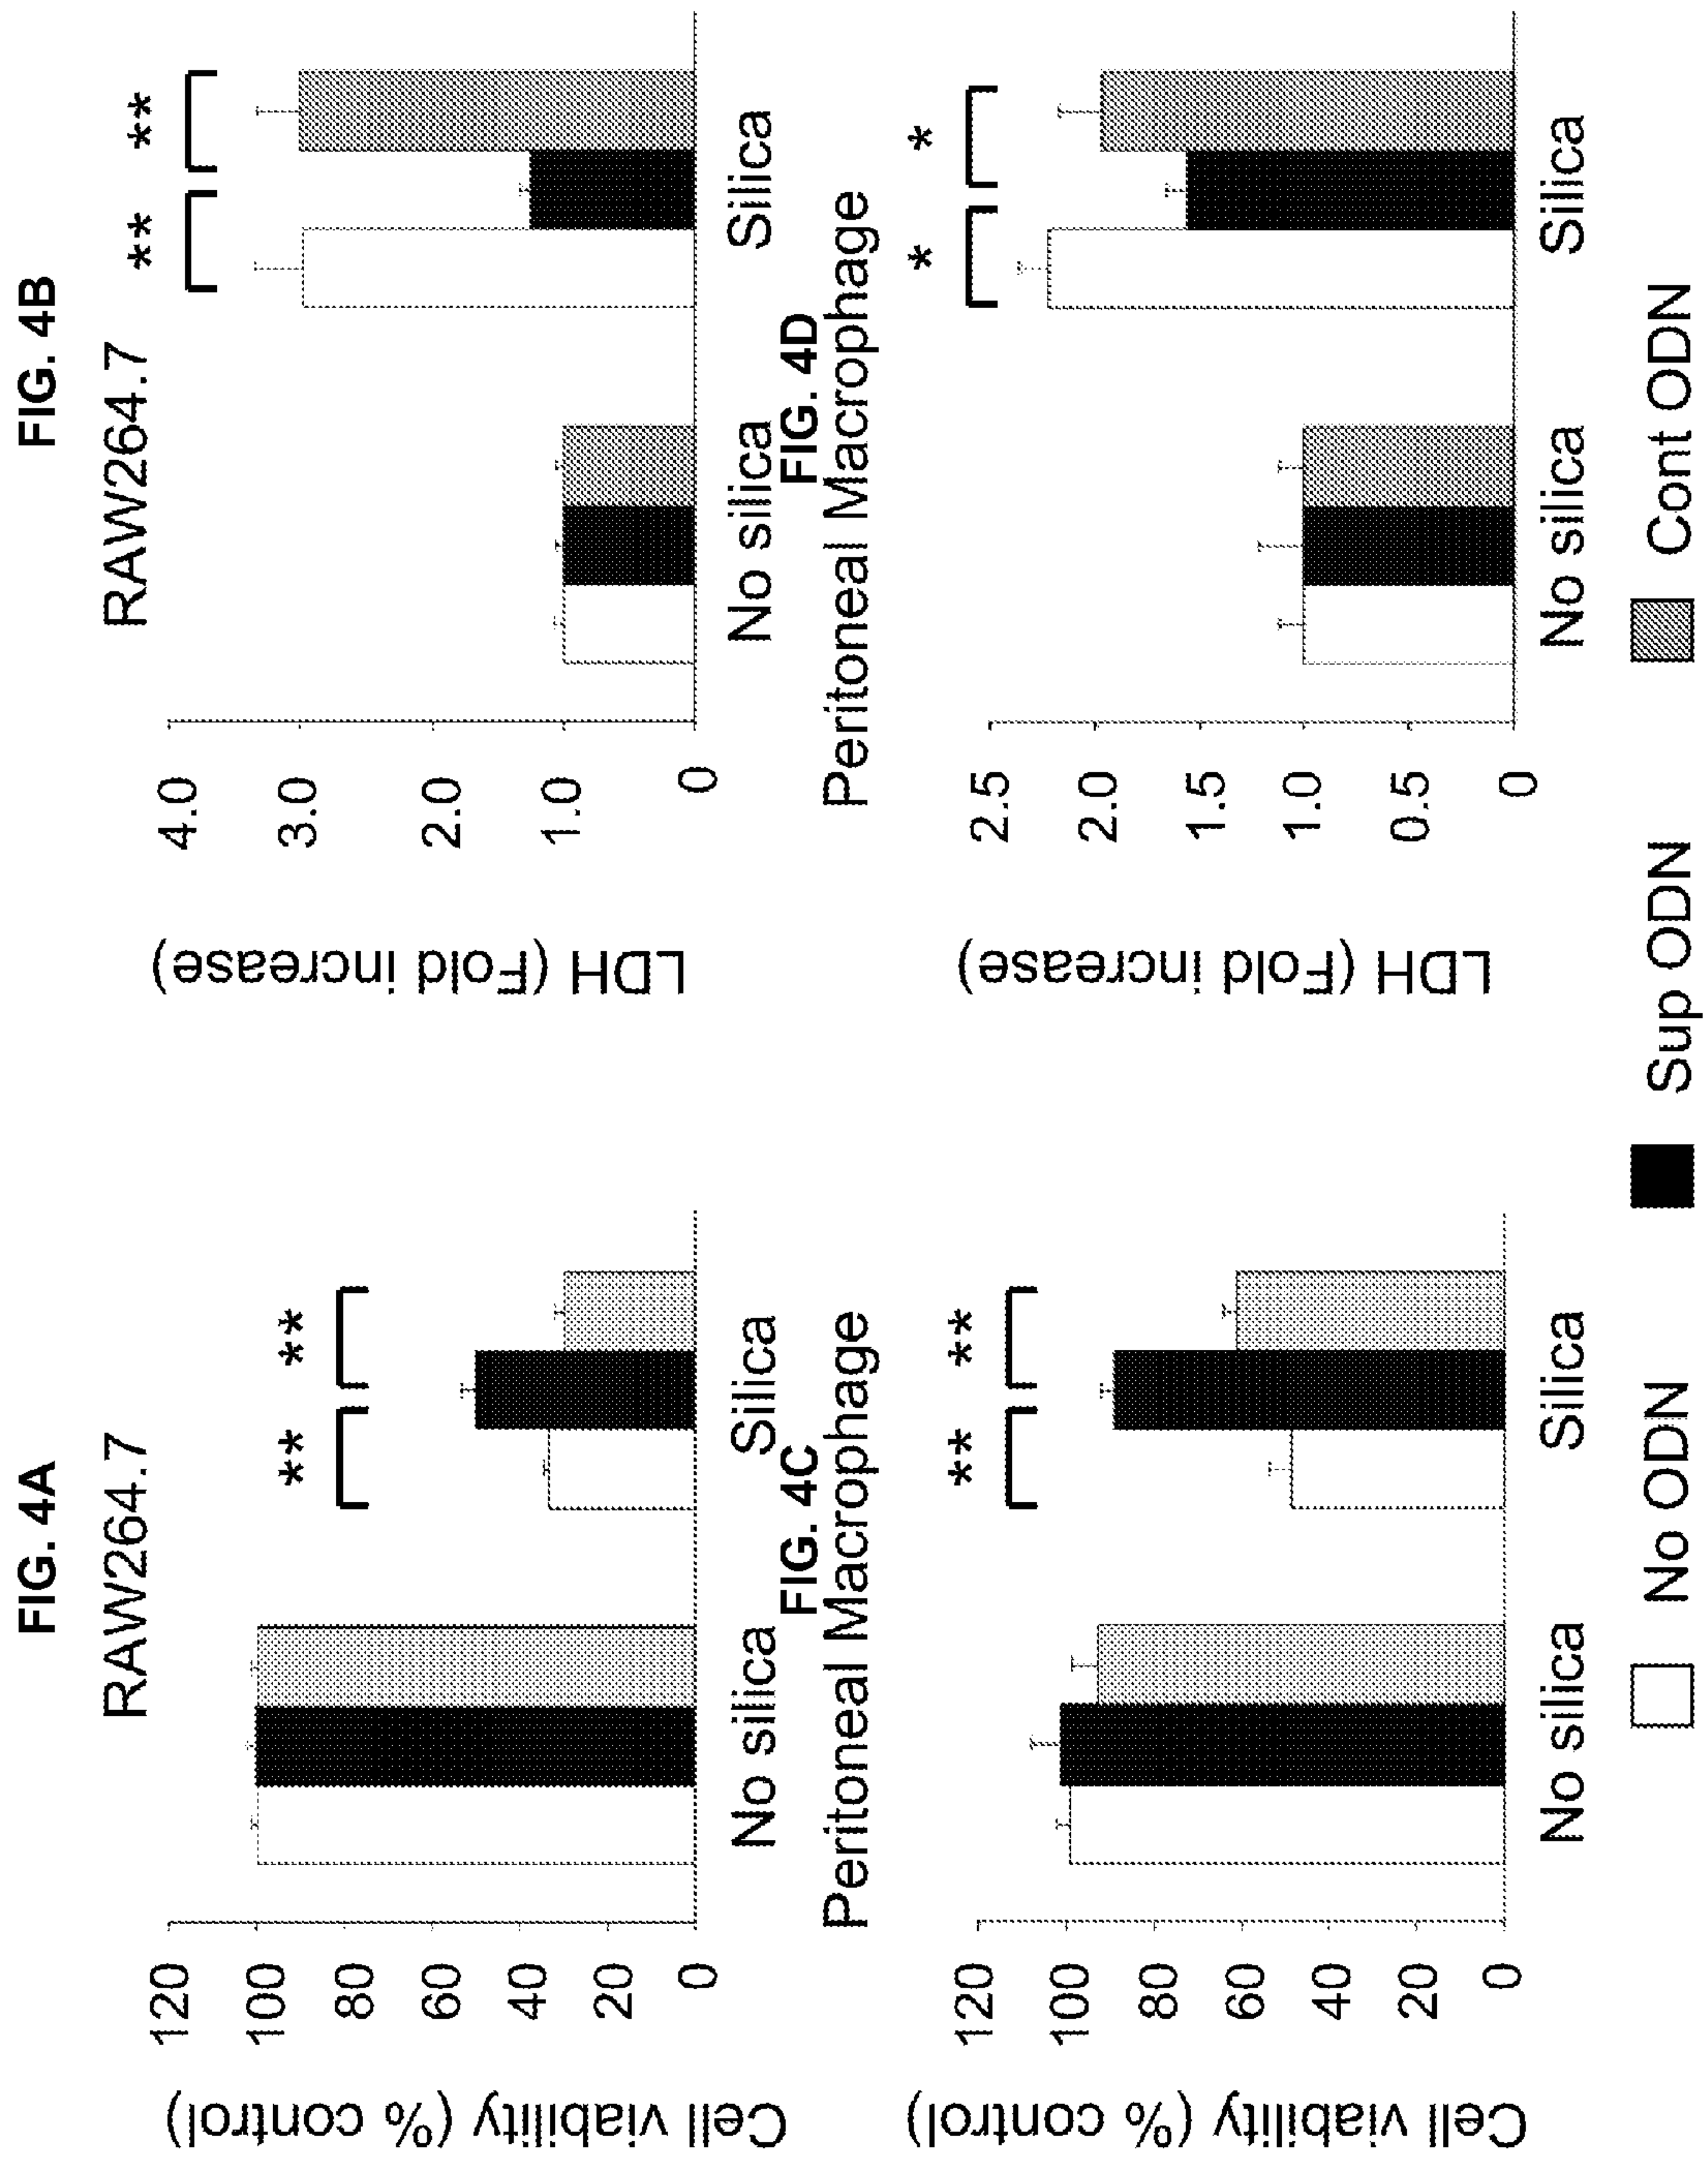 FIG. 4A
RAW264.7
Cell viability (% control)
120
100
80
60
40
20
0
** **
No silica Silica
FIG. 4B
RAW264.7
LDH (Fold increase)
4.0
3.0
2.0
1.0
0
** **
No silica Silica
FIG. 4C
Peritoneal Macrophage
Cell viability (% control)
120
100
80
60
40
20
0
** **
No silica Silica
FIG. 4D
Peritoneal Macrophage
LDH (Fold increase)
2.5
2.0
1.5
1.0
0.5
0
* *
No silica Silica
No ODN Sup ODN Cont ODN